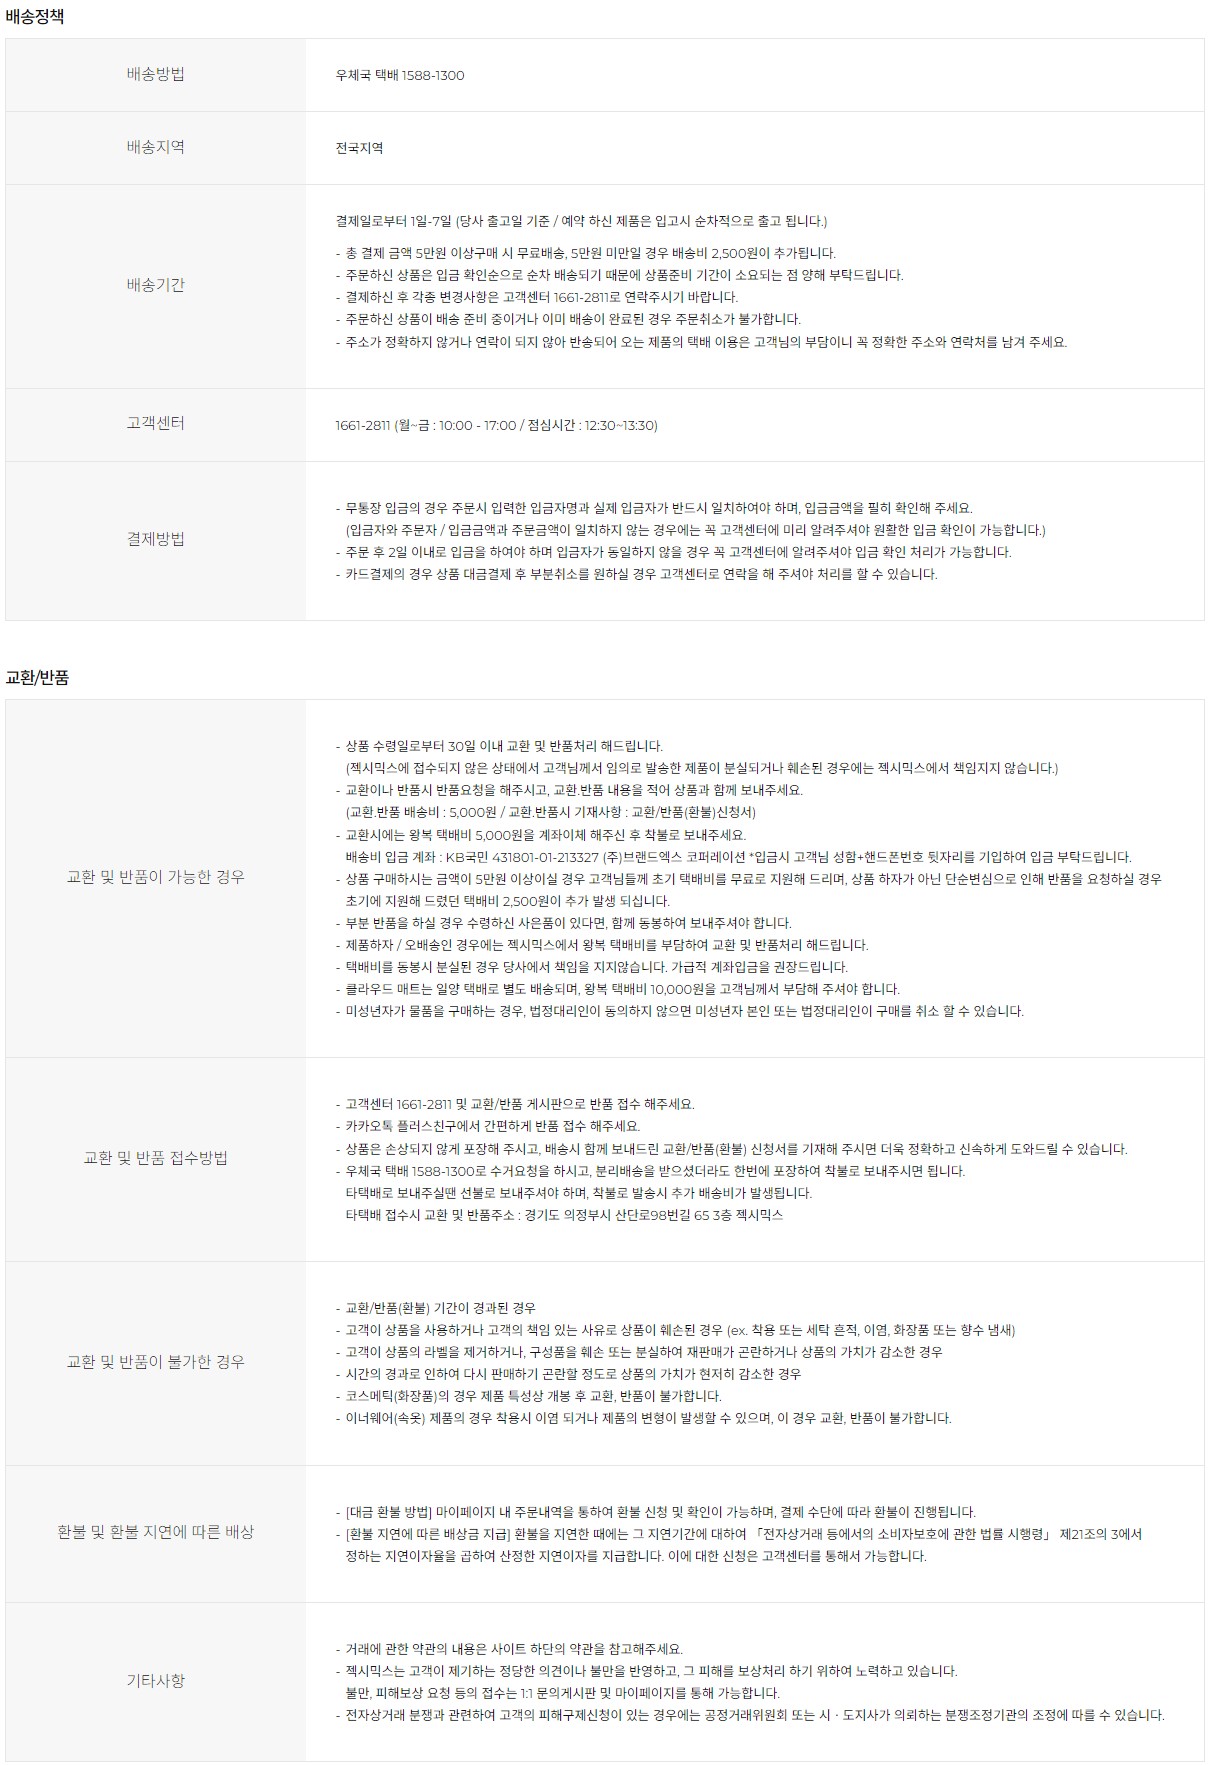 배송정책
배송방법
우체국 택배 1588-1300
배송지역
전국지역
배송기간
결제일로부터 1일-7일 (당사 출고일 기준 / 예약 하신 제품은 입고시 순차적으로 출고 됩니다.)
- 총 결제 금액 5만원 이상구매 시 무료배송, 5만원 미만일 경우 배송비 2,500원이 추가됩니다.
- 주문하신 상품은 입금 확인순으로 순차 배송되기 때문에 상품준비 기간이 소요되는 점 양해 부탁드립니다.
- 결제하신 후 각종 변경사항은 고객센터 1661-2811로 연락주시기 바랍니다.
- 주문하신 상품이 배송 준비 중이거나 이미 배송이 완료된 경우 주문취소가 불가합니다.
- 주소가 정확하지 않거나 연락이 되지 않아 반송되어 오는 제품의 택배 이용은 고객님의 부담이니 꼭 정확한 주소와 연락처를 남겨 주세요.
고객센터
1661-2811 (월~금 : 10:00 - 17:00 / 점심시간 : 12:30~13:30)
결제방법
- 무통장 입금의 경우 주문시 입력한 입금자명과 실제 입금자가 반드시 일치하여야 하며, 입금금액을 필히 확인해 주세요.
(입금자와 주문자 / 입금금액과 주문금액이 일치하지 않는 경우에는 꼭 고객센터에 미리 알려주셔야 원활한 입금 확인이 가능합니다.)
- 주문 후 2일 이내로 입금을 하여야 하며 입금자가 동일하지 않을 경우 꼭 고객센터에 알려주셔야 입금 확인 처리가 가능합니다.
- 카드결제의 경우 상품 대금결제 후 부분취소를 원하실 경우 고객센터로 연락을 해 주셔야 처리를 할 수 있습니다.
교환/반품
교환 및 반품이 가능한 경우
- 상품 수령일로부터 30일 이내 교환 및 반품처리 해드립니다.
(젝시믹스에 접수되지 않은 상태에서 고객님께서 임의로 발송한 제품이 분실되거나 훼손된 경우에는 젝시믹스에서 책임지지 않습니다.)
- 교환이나 반품시 반품요청을 해주시고, 교환.반품 내용을 적어 상품과 함께 보내주세요.
(교환.반품 배송비 : 5,000원 / 교환.반품시 기재사항 : 교환/반품(환불)신청서)
- 교환시에는 왕복 택배비 5,000원을 계좌이체 해주신 후 착불로 보내주세요.
배송비 입금 계좌 : KB국민 431801-01-213327 (주)브랜드엑스 코퍼레이션 *입금시 고객님 성함+핸드폰번호 뒷자리를 기입하여 입금 부탁드립니다.
- 상품 구매하시는 금액이 5만원 이상이실 경우 고객님들께 초기 택배비를 무료로 지원해 드리며, 상품 하자가 아닌 단순변심으로 인해 반품을 요청하실 경우
초기에 지원해 드렸던 택배비 2,500원이 추가 발생 되십니다.
- 부분 반품을 하실 경우 수령하신 사은품이 있다면, 함께 동봉하여 보내주셔야 합니다.
- 제품하자 / 오배송인 경우에는 젝시믹스에서 왕복 택배비를 부담하여 교환 및 반품처리 해드립니다.
- 택배비를 동봉시 분실된 경우 당사에서 책임을 지지않습니다. 가급적 계좌입금을 권장드립니다.
- 클라우드 매트는 일양 택배로 별도 배송되며, 왕복 택배비 10,000원을 고객님께서 부담해 주셔야 합니다.
- 미성년자가 물품을 구매하는 경우, 법정대리인이 동의하지 않으면 미성년자 본인 또는 법정대리인이 구매를 취소 할 수 있습니다.
교환 및 반품 접수방법
- 고객센터 1661-2811 및 교환/반품 게시판으로 반품 접수 해주세요.
- 카카오톡 플러스친구에서 간편하게 반품 접수 해주세요.
- 상품은 손상되지 않게 포장해 주시고, 배송시 함께 보내드린 교환/반품(환불) 신청서를 기재해 주시면 더욱 정확하고 신속하게 도와드릴 수 있습니다.
- 우체국 택배 1588-1300로 수거요청을 하시고, 분리배송을 받으셨더라도 한번에 포장하여 착불로 보내주시면 됩니다.
타택배로 보내주실땐 선불로 보내주셔야 하며, 착불로 발송시 추가 배송비가 발생됩니다.
타택배 접수시 교환 및 반품주소 : 경기도 의정부시 산단로98번길 65 3층 젝시믹스
교환 및 반품이 불가한 경우
- 교환/반품(환불) 기간이 경과된 경우
- 고객이 상품을 사용하거나 고객의 책임 있는 사유로 상품이 훼손된 경우 (ex. 착용 또는 세탁 흔적, 이염, 화장품 또는 향수 냄새)
- 고객이 상품의 라벨을 제거하거나, 구성품을 훼손 또는 분실하여 재판매가 곤란하거나 상품의 가치가 감소한 경우
- 시간의 경과로 인하여 다시 판매하기 곤란할 정도로 상품의 가치가 현저히 감소한 경우
- 코스메틱(화장품)의 경우 제품 특성상 개봉 후 교환, 반품이 불가합니다.
- 이너웨어(속옷) 제품의 경우 착용시 이염 되거나 제품의 변형이 발생할 수 있으며, 이 경우 교환, 반품이 불가합니다.
환불 및 환불 지연에 따른 배상
- [대금 환불 방법] 마이페이지 내 주문내역을 통하여 환불 신청 및 확인이 가능하며, 결제 수단에 따라 환불이 진행됩니다.
- [환불 지연에 따른 배상금 지급] 환불을 지연한 때에는 그 지연기간에 대하여 「전자상거래 등에서의 소비자보호에 관한 법률 시행령」 제21조의 3에서
정하는 지연이자율을 곱하여 산정한 지연이자를 지급합니다. 이에 대한 신청은 고객센터를 통해서 가능합니다.
기타사항
- 거래에 관한 약관의 내용은 사이트 하단의 약관을 참고해주세요.
- 젝시믹스는 고객이 제기하는 정당한 의견이나 불만을 반영하고, 그 피해를 보상처리 하기 위하여 노력하고 있습니다.
불만, 피해보상 요청 등의 접수는 1:1 문의게시판 및 마이페이지를 통해 가능합니다.
- 전자상거래 분쟁과 관련하여 고객의 피해구제신청이 있는 경우에는 공정거래위원회 또는 시ㆍ도지사가 의뢰하는 분쟁조정기관의 조정에 따를 수 있습니다.